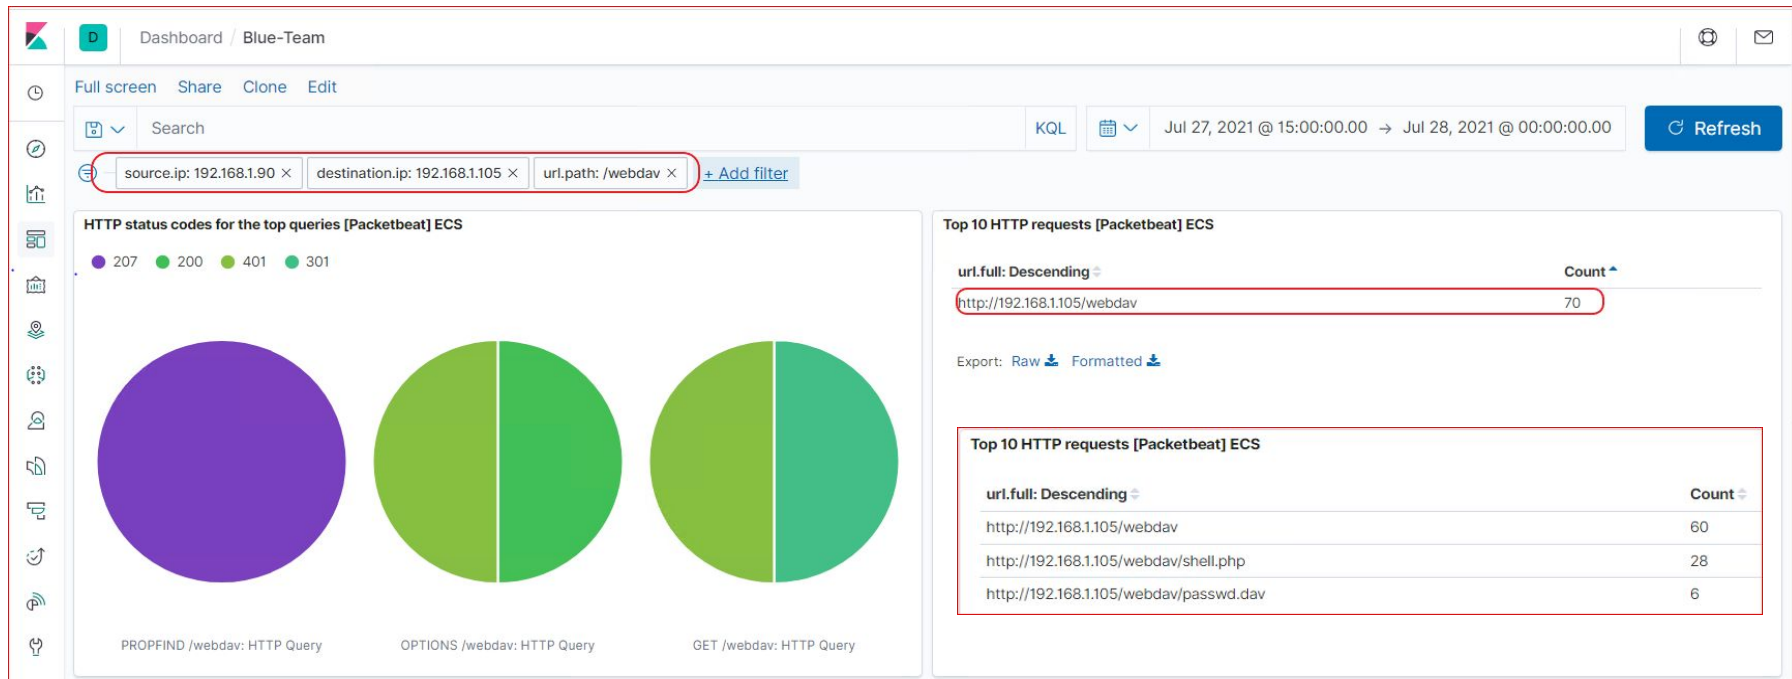 D Dashboard / Blue-Team
Full screen Share Clone Edit
Search KQL Jul 27, 2021 @ 15:00:00.00 → Jul 28, 2021 @ 00:00:00.00 Refresh
source.ip: 192.168.1.90 × destination.ip: 192.168.1.105 × url.path: /webdav × + Add filter
HTTP status codes for the top queries [Packetbeat] ECS
207 200 401 301
PROPFIND /webdav: HTTP Query OPTIONS /webdav: HTTP Query GET /webdav: HTTP Query
Top 10 HTTP requests [Packetbeat] ECS
url.full: Descending Count
http://192.168.1.105/webdav 70
Export: Raw Formatted
Top 10 HTTP requests [Packetbeat] ECS
url.full: Descending Count
http://192.168.1.105/webdav 60
http://192.168.1.105/webdav/shell.php 28
http://192.168.1.105/webdav/passwd.dav 6